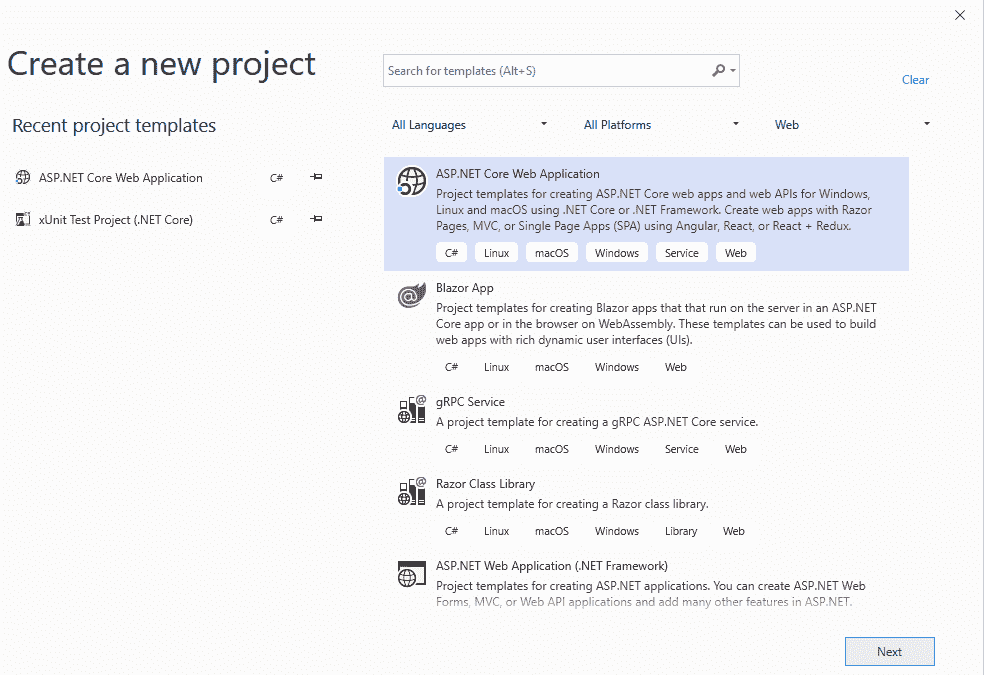 Create a new project
Search for templates (Alt+S)
Clear
Recent project templates
All Languages
All Platforms
Web
ASP.NET Core Web Application C#
xUnit Test Project (.NET Core) C#
ASP.NET Core Web Application
Project templates for creating ASP.NET Core web apps and web APIs for Windows,
Linux and macOS using .NET Core or .NET Framework. Create web apps with Razor
Pages, MVC, or Single Page Apps (SPA) using Angular, React, or React + Redux.
C# Linux macOS Windows Service Web
Blazor App
Project templates for creating Blazor apps that that run on the server in an ASP.NET
Core app or in the browser on WebAssembly. These templates can be used to build
web apps with rich dynamic user interfaces (UIs).
C# Linux macOS Windows Web
gRPC Service
A project template for creating a gRPC ASP.NET Core service.
C# Linux macOS Windows Service Web
Razor Class Library
A project template for creating a Razor class library.
C# Linux macOS Windows Library Web
ASP.NET Web Application (.NET Framework)
Project templates for creating ASP.NET applications. You can create ASP.NET Web
Forms, MVC, or Web API applications and add many other features in ASP.NET.
Next